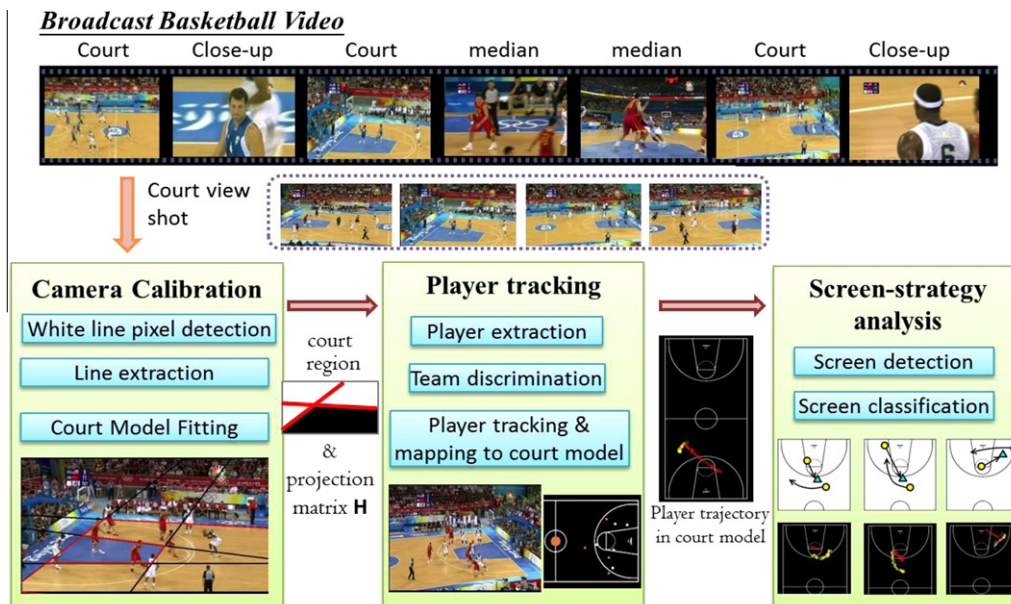 Broadcast Basketball Video
Court Close-up Court median median Court Close-up
Court view
shot
Camera Calibration
White line pixel detection
Line extraction
Court Model Fitting
court
region
&
projection
matrix H
Player tracking
Player extraction
Team discrimination
Player tracking &
mapping to court model
Player trajectory
in court model
Screen-strategy
analysis
Screen detection
Screen classification
6